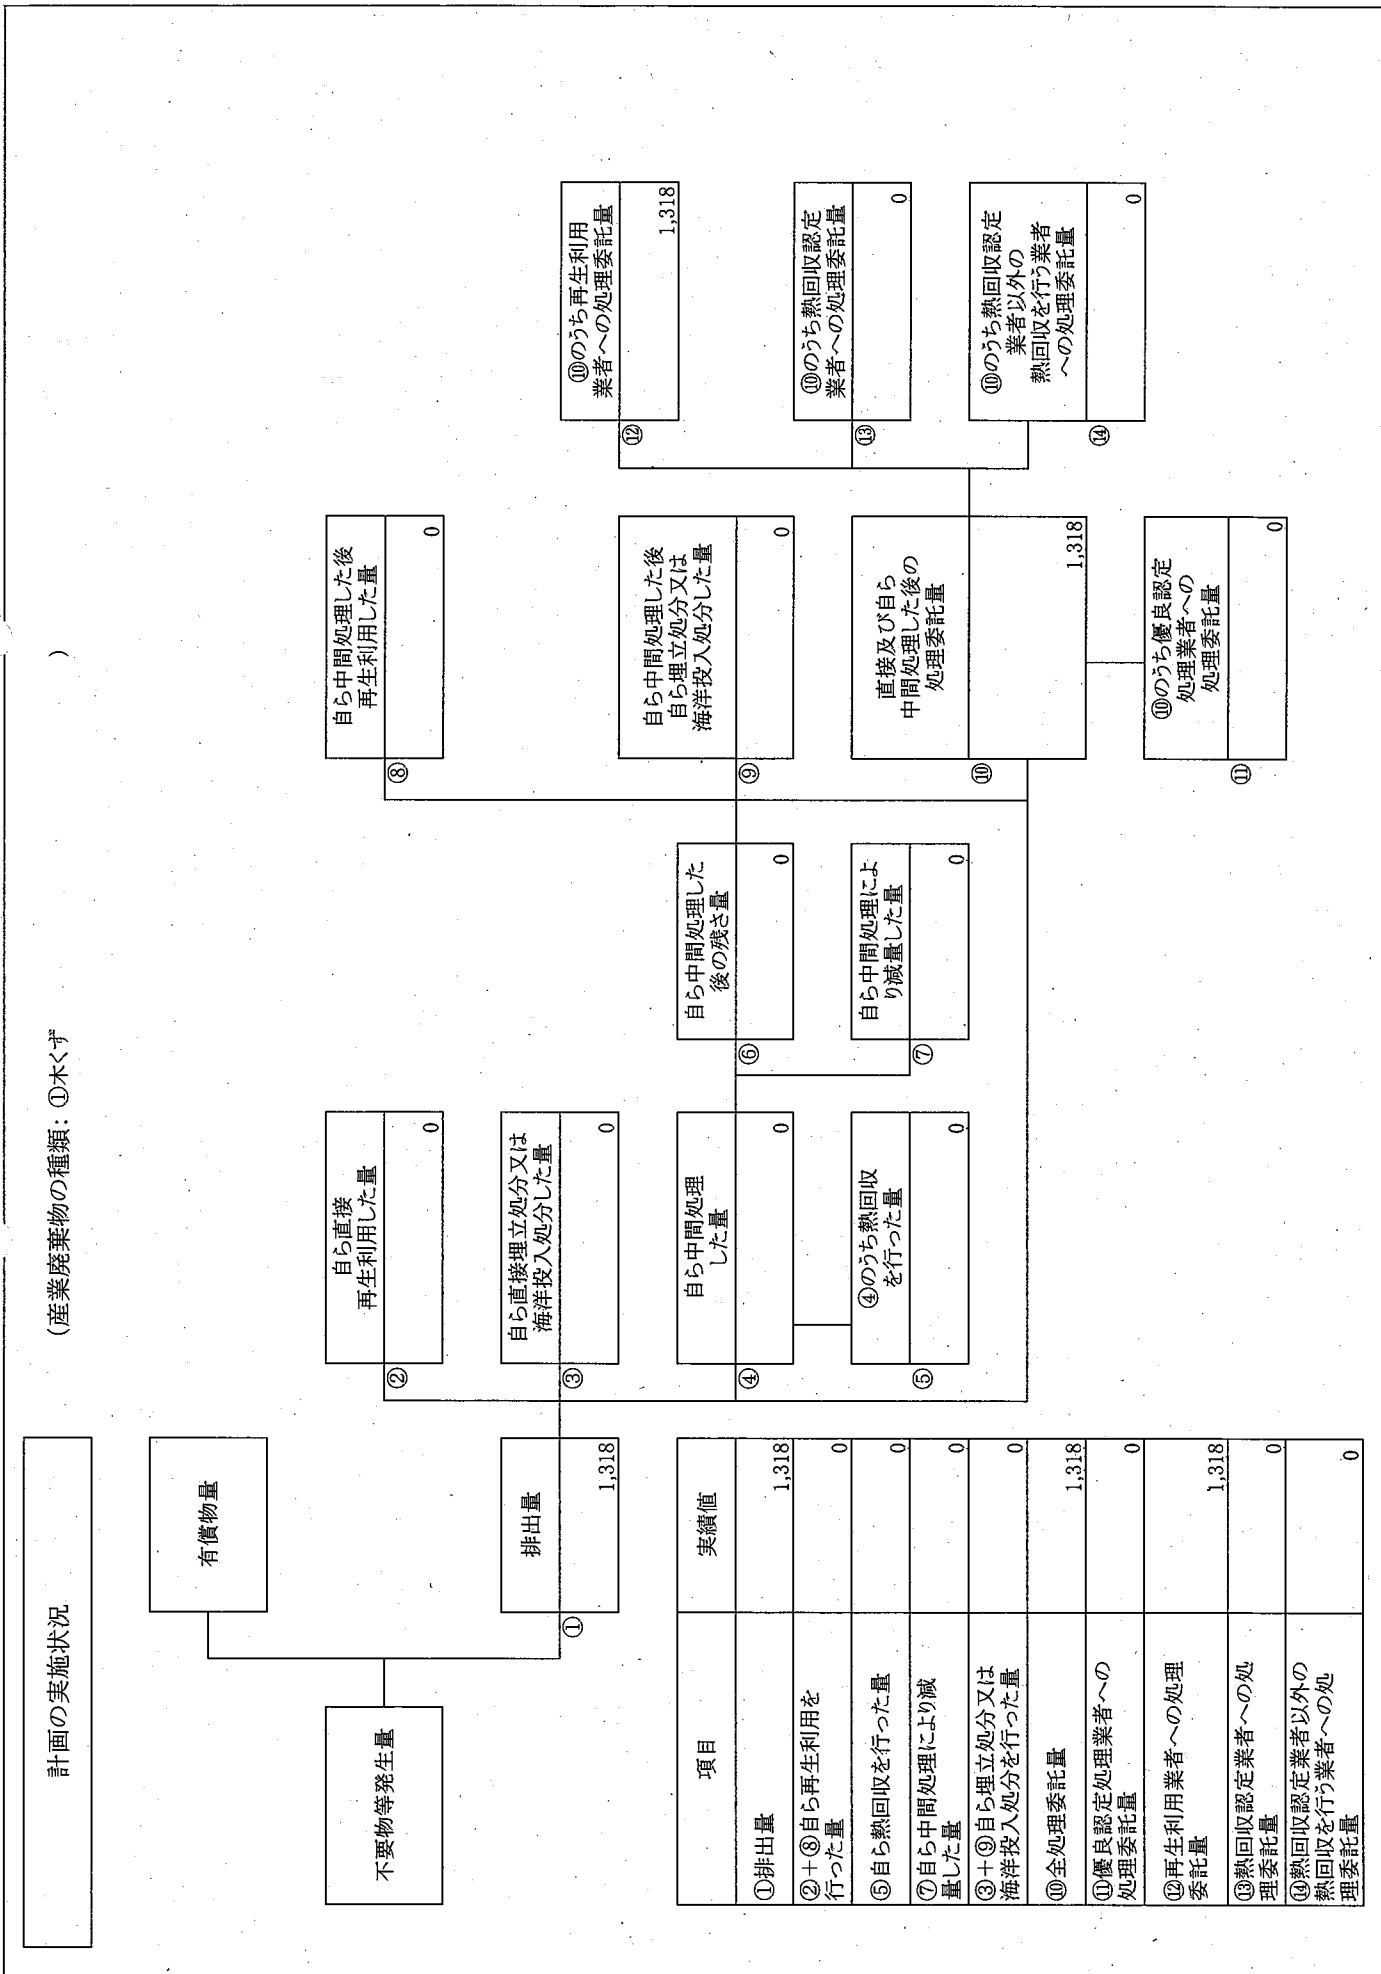 計画の実施状況
(産業廃棄物の種類：①木くず
)
不要物等発生量
有償物量
①
排出量
1,318
②
自ら直接
再生利用した量
0
③
自ら直接埋立処分又は
海洋投入処分した量
0
④
自ら中間処理
した量
0
⑤
④のうち熱回収
を行った量
0
⑥
自ら中間処理した
後の残さ量
0
⑦
自ら中間処理によ
り減量した量
0
⑧
自ら中間処理した後
再生利用した量
0
⑨
自ら中間処理した後
自ら埋立処分又は
海洋投入処分した量
0
⑩
直接及び自ら
中間処理した後の
処理委託量
1,318
⑪
⑩のうち優良認定
処理業者への
処理委託量
0
⑫
⑩のうち再生利用
業者への処理委託量
1,318
⑬
⑩のうち熱回収認定
業者への処理委託量
0
⑭
⑩のうち熱回収認定
業者以外の
熱回収を行う業者
への処理委託量
0
項目 実績値
①排出量 1,318
②+⑧自ら再生利用を
行った量 0
⑤自ら熱回収を行った量 0
⑦自ら中間処理により減
量した量 0
③+⑨自ら埋立処分又は
海洋投入処分を行った量 0
⑩全処理委託量 1,318
⑪優良認定処理業者への
処理委託量 0
⑫再生利用業者への処理
委託量 1,318
⑬熱回収認定業者への処
理委託量 0
⑭熱回収認定業者以外の
熱回収を行う業者への処
理委託量 0